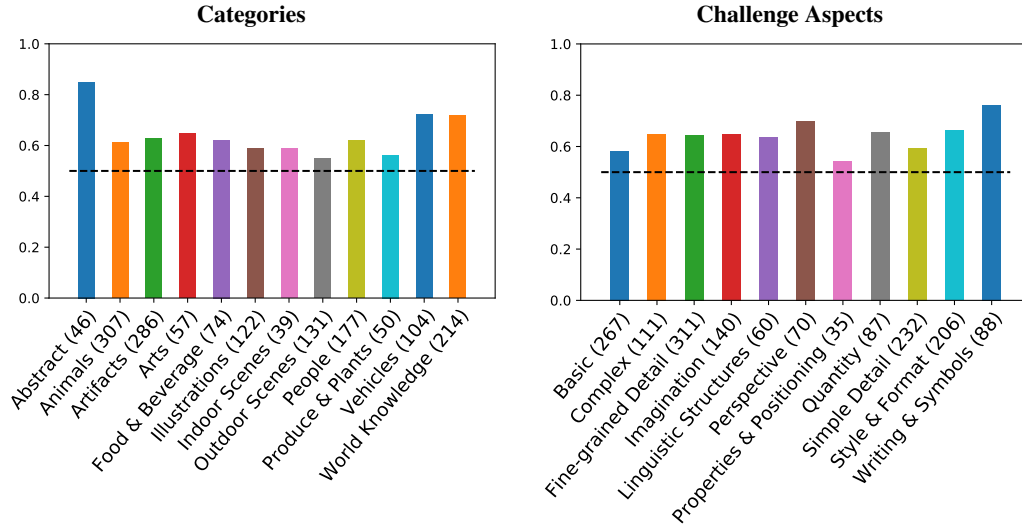 Categories
1.0
0.8
0.6
0.4
0.2
0.0
Abstract (46)
Animals (307)
Artifacts (286)
Arts (57)
Food & Beverage (74)
Illustrations (122)
Indoor Scenes (39)
Outdoor Scenes (131)
People (177)
Produce & Plants (50)
Vehicles (104)
World Knowledge (214)
Challenge Aspects
1.0
0.8
0.6
0.4
0.2
0.0
Basic (267)
Complex (111)
Fine-grained Detail (311)
Imagination (140)
Linguistic Structures (60)
Perspective (70)
Properties & Positioning (35)
Quantity (87)
Simple Detail (232)
Style & Format (206)
Writing & Symbols (88)